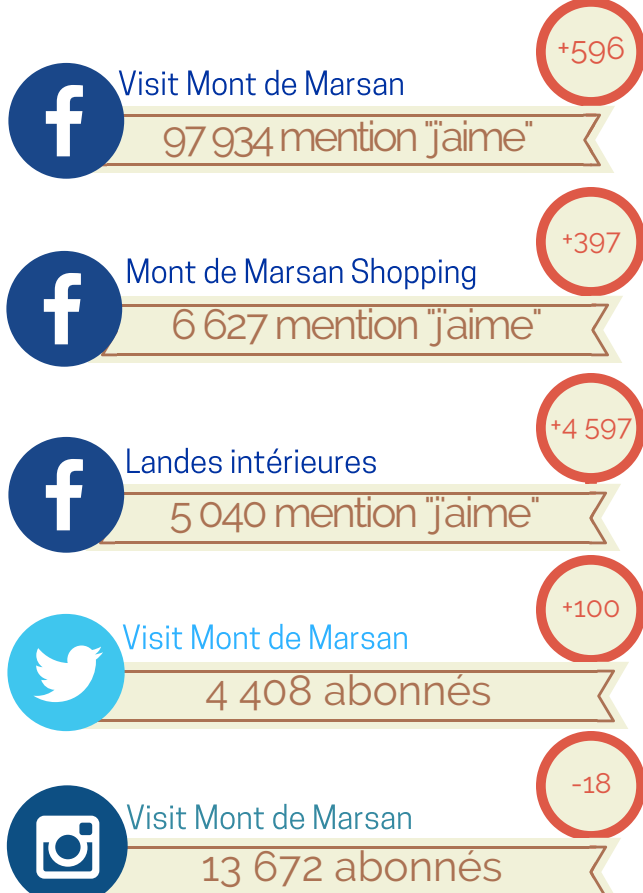 +596
Visit Mont de Marsan
97 934 mention "j'aime"
+397
Mont de Marsan Shopping
6 627 mention "j'aime"
+4 597
Landes intérieures
5 040 mention "j'aime"
+100
Visit Mont de Marsan
4 408 abonnés
-18
Visit Mont de Marsan
13 672 abonnés